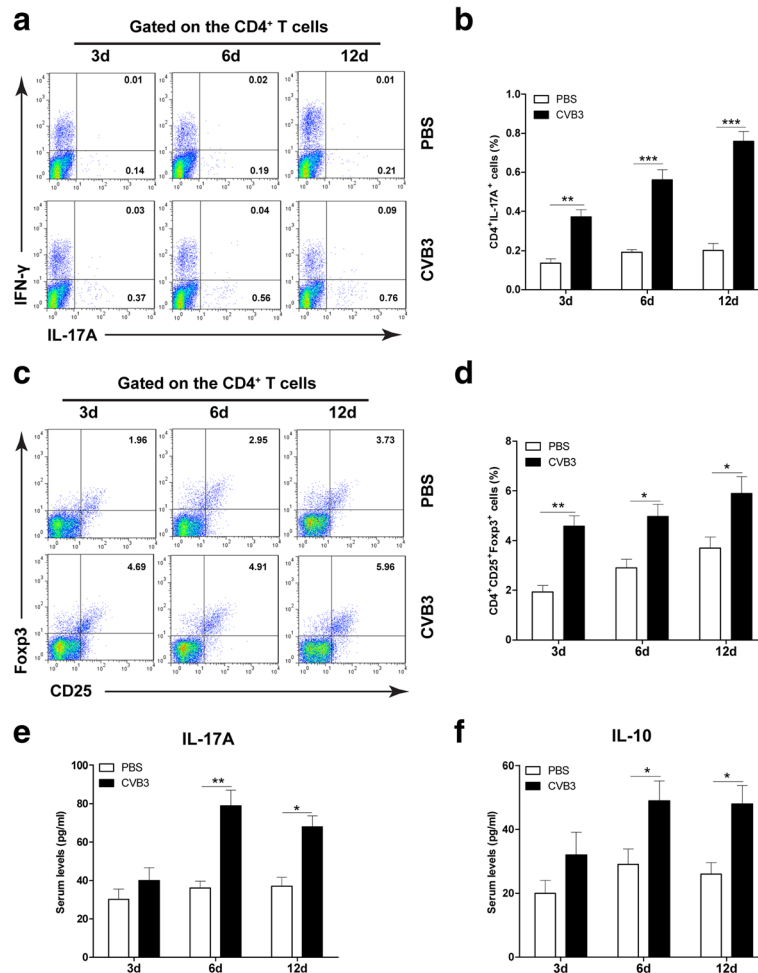 a
Gated on the CD4⁺ T cells
3d 6d 12d
0.01 0.02 0.01
0.14 0.19 0.21
PBS
0.03 0.04 0.09
0.37 0.56 0.76
CVB3
IFN-γ
IL-17A
b
PBS
CVB3
CD4⁺IL-17A⁺ cells (%)
1.0
0.8
0.6
0.4
0.2
0.0
** *** ***
3d 6d 12d
c
Gated on the CD4⁺ T cells
3d 6d 12d
1.96 2.95 3.73
PBS
4.69 4.91 5.96
CVB3
Foxp3
CD25
d
PBS
CVB3
CD4⁺CD25⁺Foxp3⁺ cells (%)
8
6
4
2
0
** * *
3d 6d 12d
e
IL-17A
PBS
CVB3
Serum levels (pg/ml)
100
80
60
40
20
0
** *
3d 6d 12d
f
IL-10
PBS
CVB3
Serum levels (pg/ml)
60
40
20
0
* *
3d 6d 12d